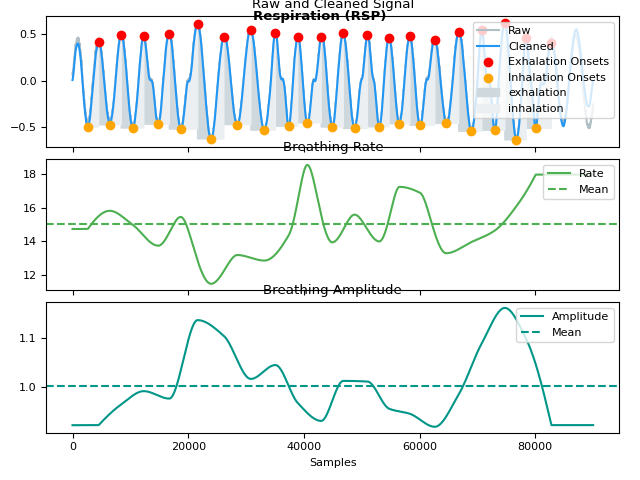 Raw and Cleaned Signal
Respiration (RSP)
0.5
0.0
−0.5
Raw
Cleaned
Exhalation Onsets
Inhalation Onsets
exhalation
inhalation
Breathing Rate
18
16
14
12
Rate
Mean
Breathing Amplitude
1.1
1.0
Amplitude
Mean
0 20000 40000 60000 80000
Samples